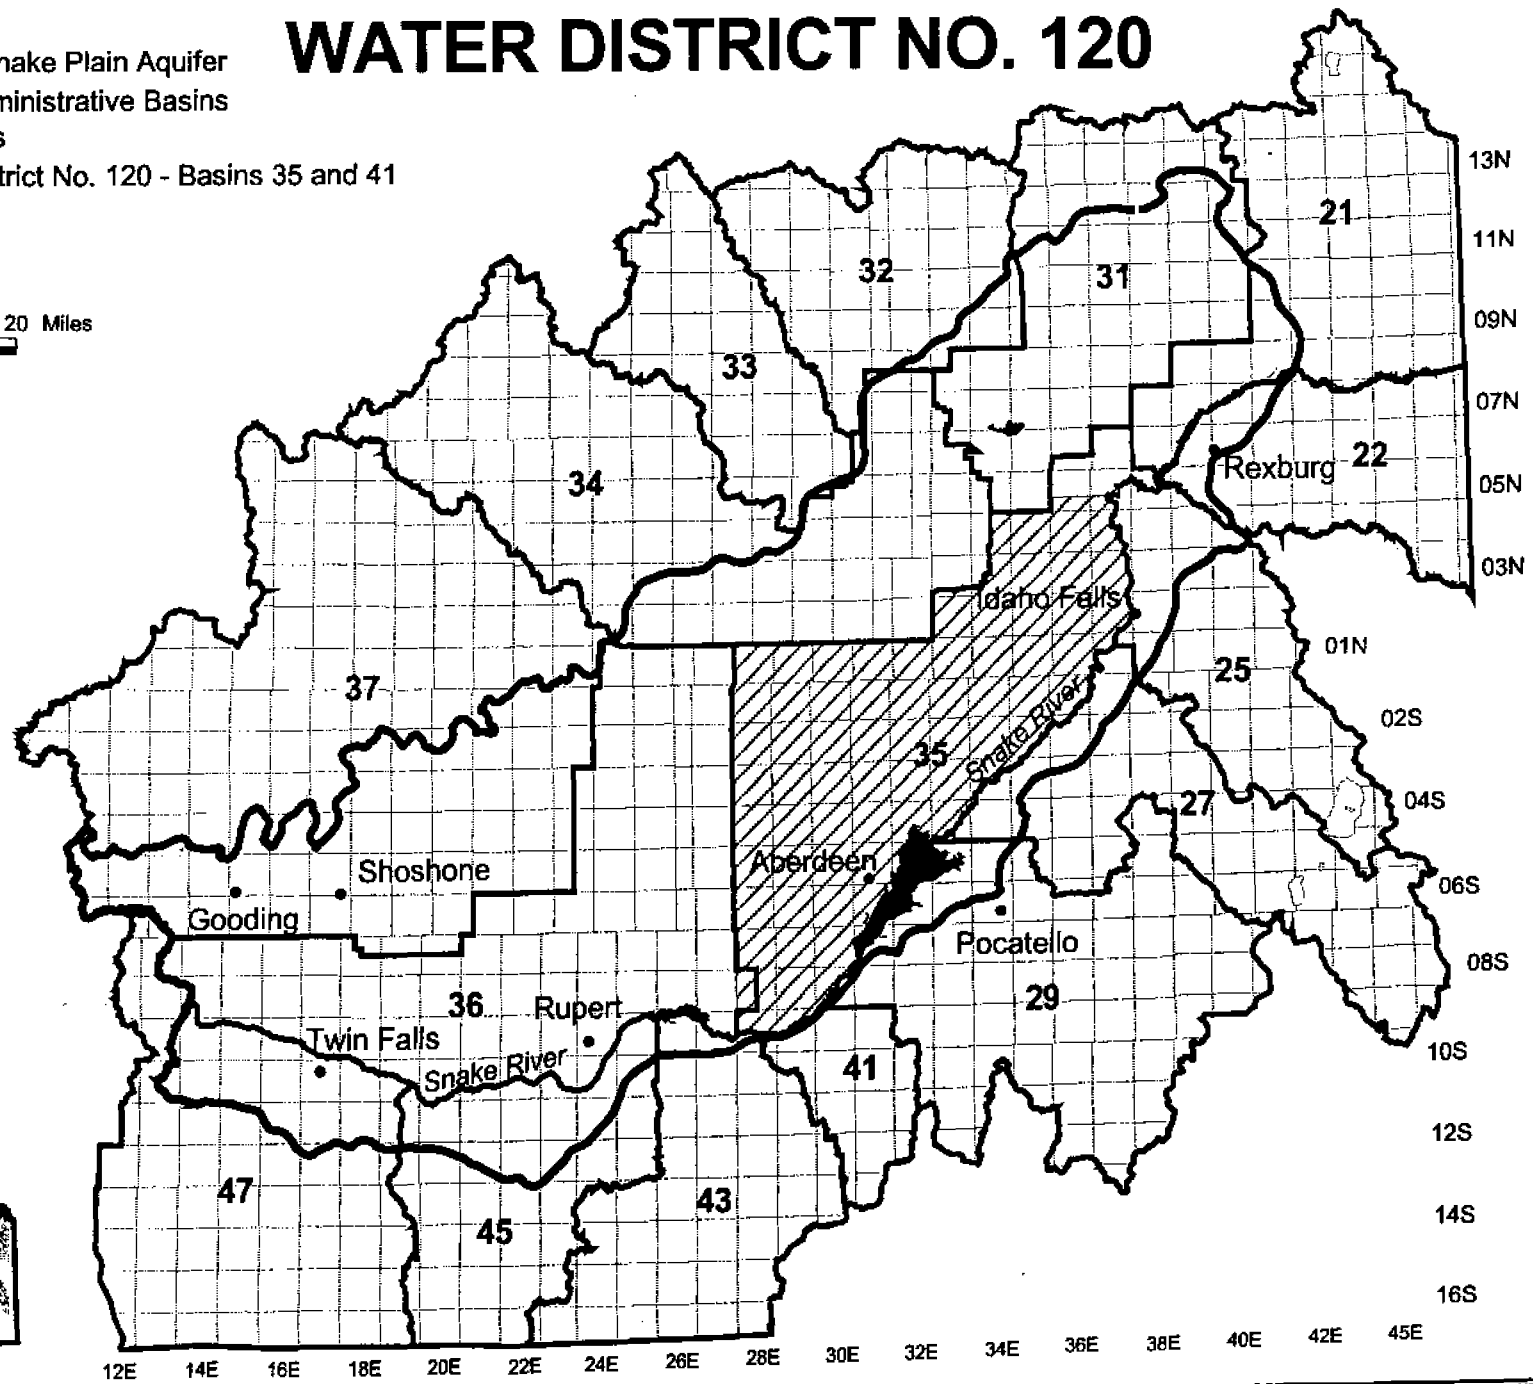 WATER DISTRICT NO. 120
nake Plain Aquifer
ministrative Basins
s
trict No. 120 - Basins 35 and 41
20 Miles
13N
21
11N
32
31
09N
33
07N
34
Rexburg
22
05N
03N
Idaho Falls
01N
37
25
02S
35
Snake River
27
04S
Shoshone
Aberdeen
06S
Gooding
Pocatello
08S
36
Rupert
29
Twin Falls
Snake River
41
10S
12S
47
43
45
14S
16S
12E 14E 16E 18E 20E 22E 24E 26E 28E 30E 32E 34E 36E 38E 40E 42E 45E